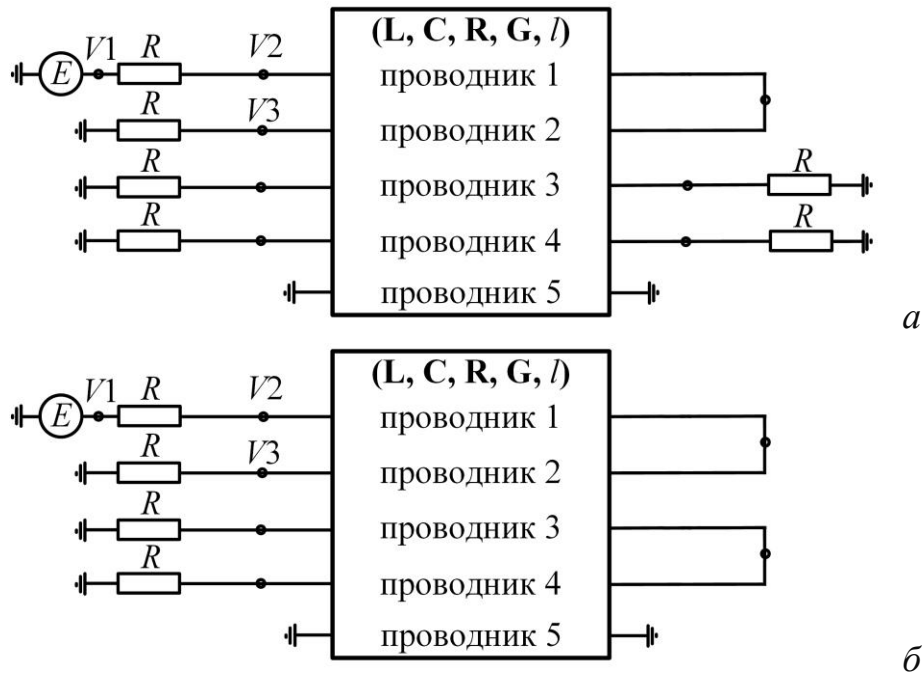 (L, C, R, G, l)
E V1 R V2 проводник 1
R V3 проводник 2
R проводник 3 R
R проводник 4 R
проводник 5
а
(L, C, R, G, l)
E V1 R V2 проводник 1
R V3 проводник 2
R проводник 3
R проводник 4
проводник 5
б